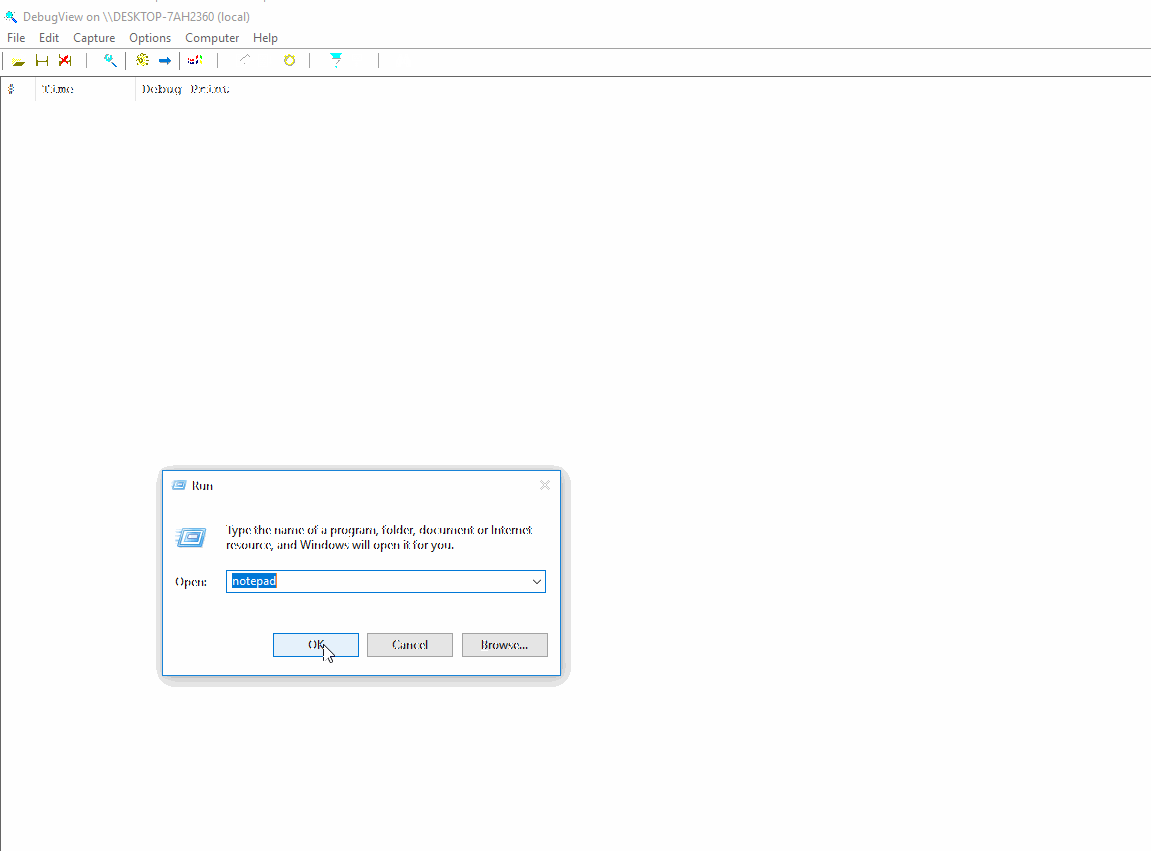 DebugView on \\DESKTOP-7AH2360 (local)
File Edit Capture Options Computer Help
# Time Debug Print
Run
Type the name of a program, folder, document or Internet
resource, and Windows will open it for you.
Open: notepad
OK Cancel Browse...